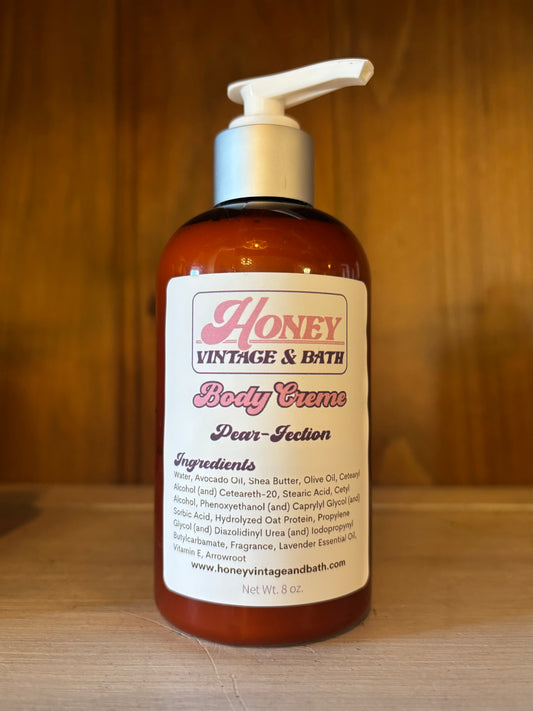 HONEY
VINTAGE & BATH
Body Creme
Pear-Fection
Ingredients
Water, Avocado Oil, Shea Butter, Olive Oil, Cetearyl
Alcohol (and) Ceteareth-20, Stearic Acid, Cetyl
Alcohol, Phenoxyethanol (and) Caprylyl Glycol (and)
Sorbic Acid, Hydrolyzed Oat Protein, Propylene
Glycol (and) Diazolidinyl Urea (and) Iodopropynyl
Butylcarbamate, Fragrance, Lavender Essential Oil,
Vitamin E, Arrowroot
www.honeyvintageandbath.com
Net Wt. 8 oz.